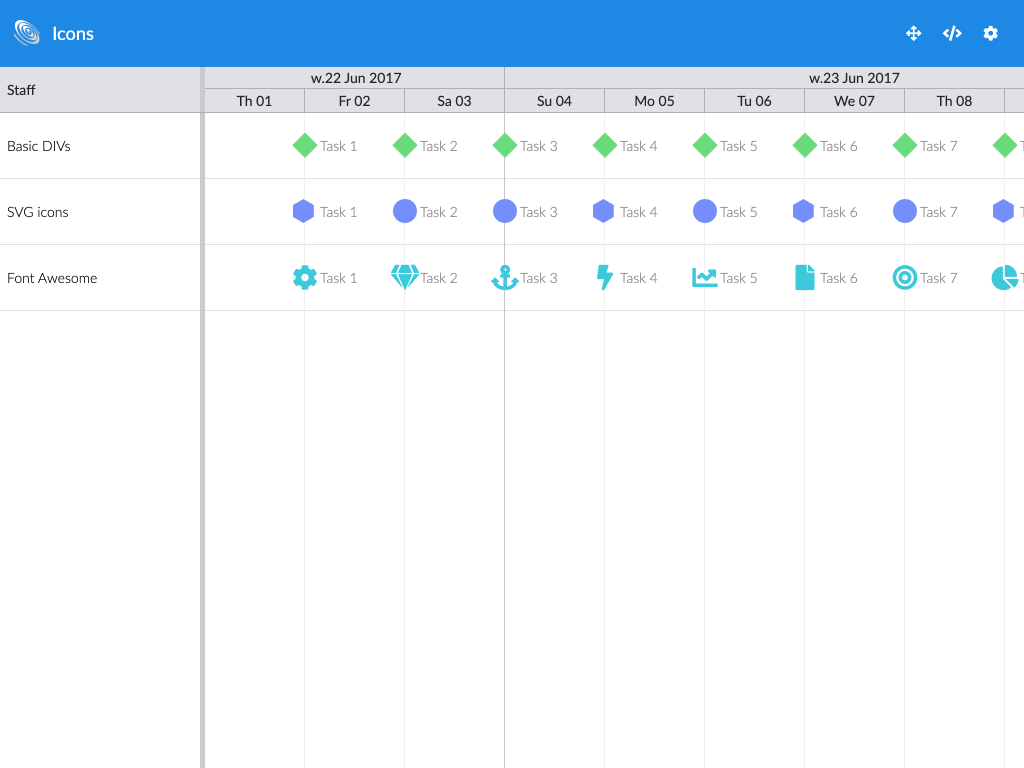 Icons
Staff
w.22 Jun 2017 w.23 Jun 2017
Th 01 Fr 02 Sa 03 Su 04 Mo 05 Tu 06 We 07 Th 08
Basic DIVs Task 1 Task 2 Task 3 Task 4 Task 5 Task 6 Task 7
SVG icons Task 1 Task 2 Task 3 Task 4 Task 5 Task 6 Task 7
Font Awesome Task 1 Task 2 Task 3 Task 4 Task 5 Task 6 Task 7